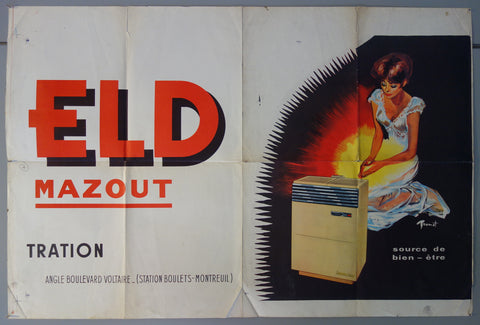 ELD
MAZOUT
TRATION
ANGLE BOULEVARD VOLTAIRE _ (STATION BOULETS-MONTREUIL)
source de
bien - être